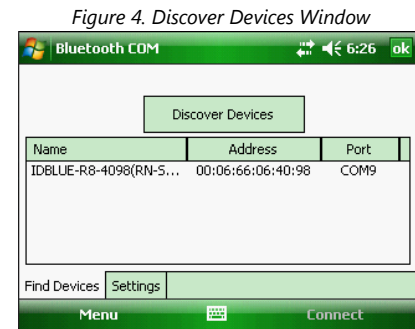 Figure 4. Discover Devices Window
Bluetooth COM 6:26 ok
Discover Devices
Name Address Port
IDBLUE-R8-4098(RN-S... 00:06:66:06:40:98 COM9
Find Devices Settings
Menu Connect